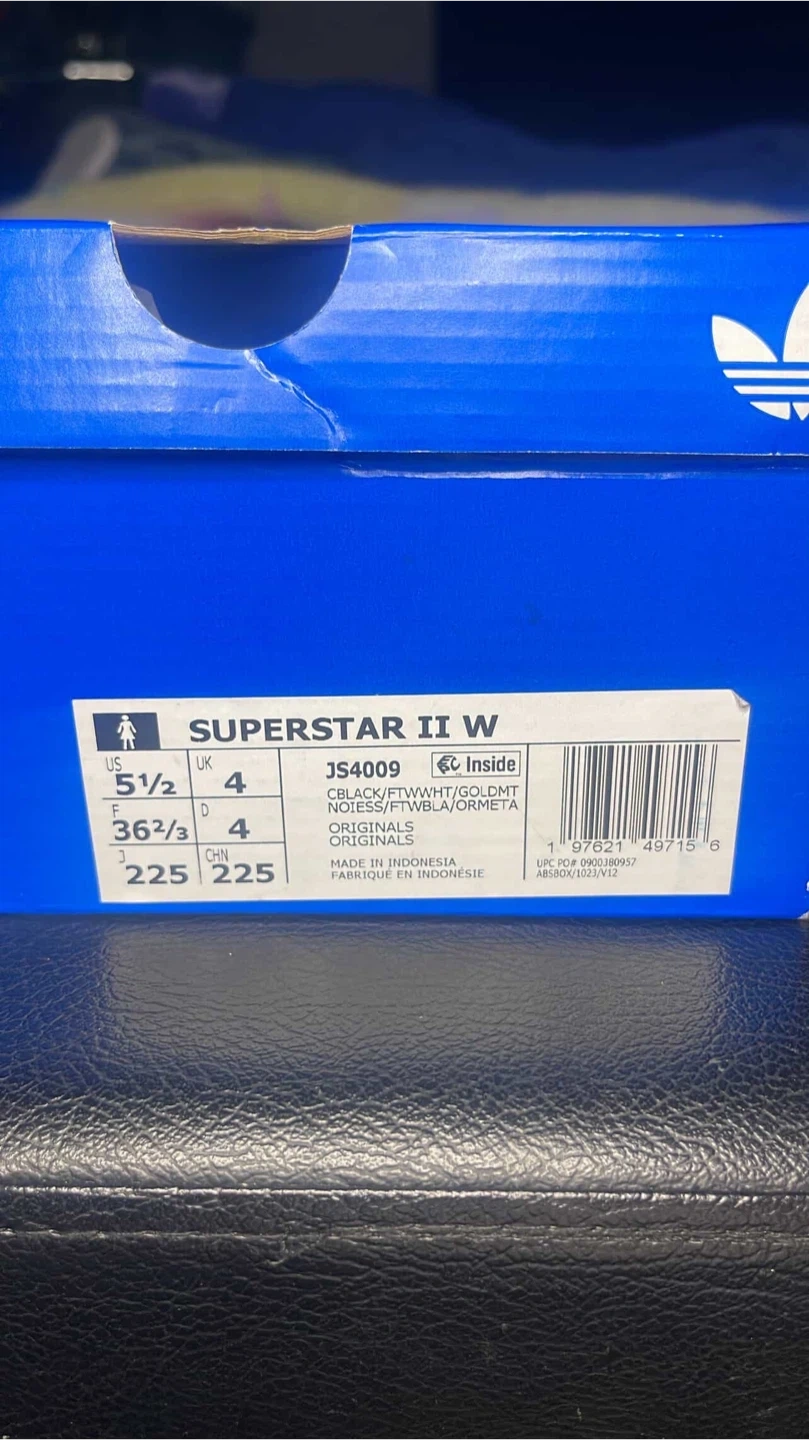 SUPERSTAR II W
US
5½
UK
4
F
36⅔
D
4
J
225
CHN
225
JS4009
Inside
CBLACK/FTWWHT/GOLDMT
NOIESS/FTWBLA/ORMETA
ORIGINALS
ORIGINALS
MADE IN INDONESIA
FABRIQUÉ EN INDONÉSIE
1 97621 49715 6
UPC PO# 0900380957
ABSBOX/1023/V12